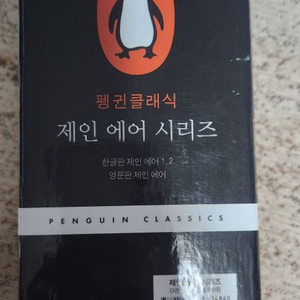 펭귄클래식
제인 에어 시리즈
한글판 제인 에어 1, 2
영문판 제인 에어
PENGUIN CLASSICS